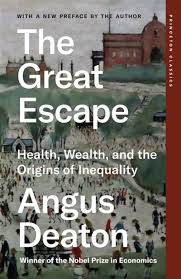 WITH A NEW PREFACE BY THE AUTHOR
The
Great
Escape
Health, Wealth, and the
Origins of Inequality
Angus
Deaton
Winner of the Nobel Prize in Economics
PRINCETON CLASSICS